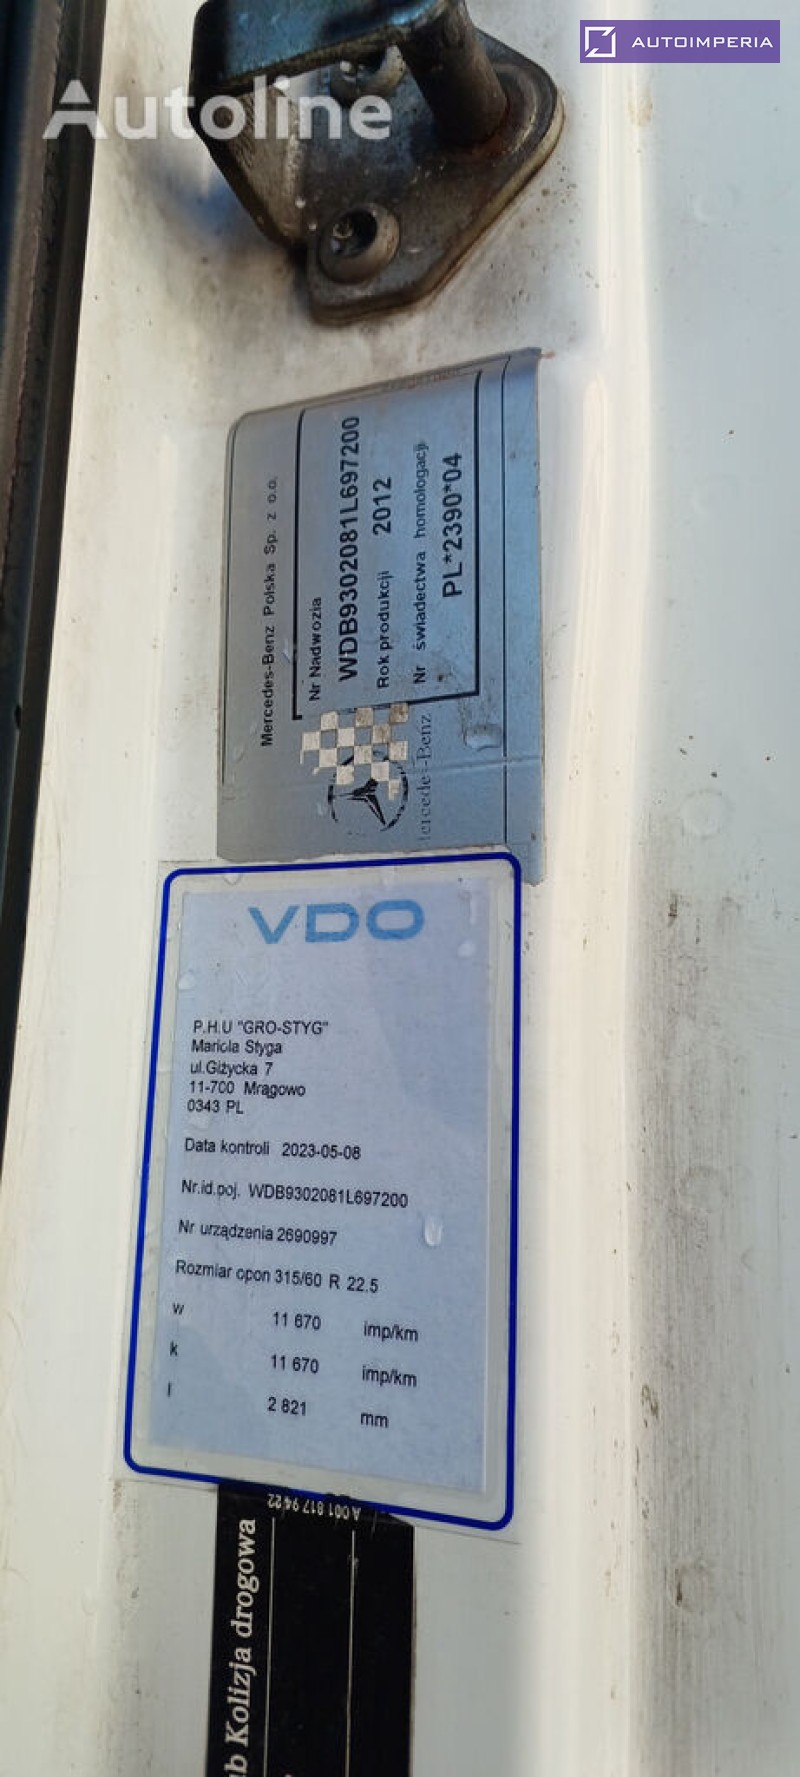 AUTOIMPERIA
Autoline
Mercedes-Benz Polska Sp. z o.o.
Nr Nadwozia
WDB9302081L697200
Rok produkcji 2012
Nr świadectwa homologacji
PL*2390*04
Mercedes-Benz
VDO
P.H.U "GRO-STYG"
Mariola Styga
ul.Giżycka 7
11-700 Mrągowo
0343 PL
Data kontroli 2023-05-08
Nr.id.poj. WDB9302081L697200
Nr urządzenia 2690997
Rozmiar opon 315/60 R 22.5
w 11 670 imp/km
k 11 670 imp/km
l 2 821 mm
A 001 817 94 22
ub Kolizja drogowa